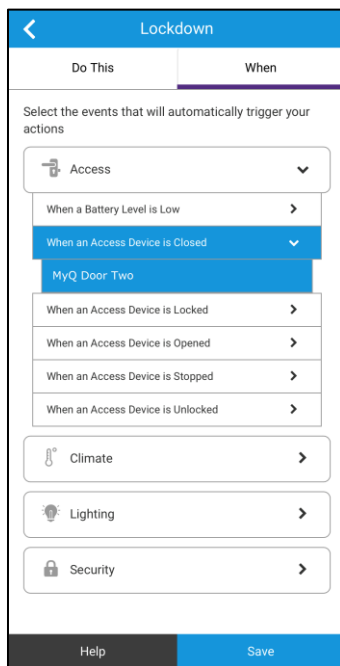 Lockdown
Do This
When
Select the events that will automatically trigger your
actions
Access
When a Battery Level is Low
When an Access Device is Closed
MyQ Door Two
When an Access Device is Locked
When an Access Device is Opened
When an Access Device is Stopped
When an Access Device is Unlocked
Climate
Lighting
Security
Help
Save